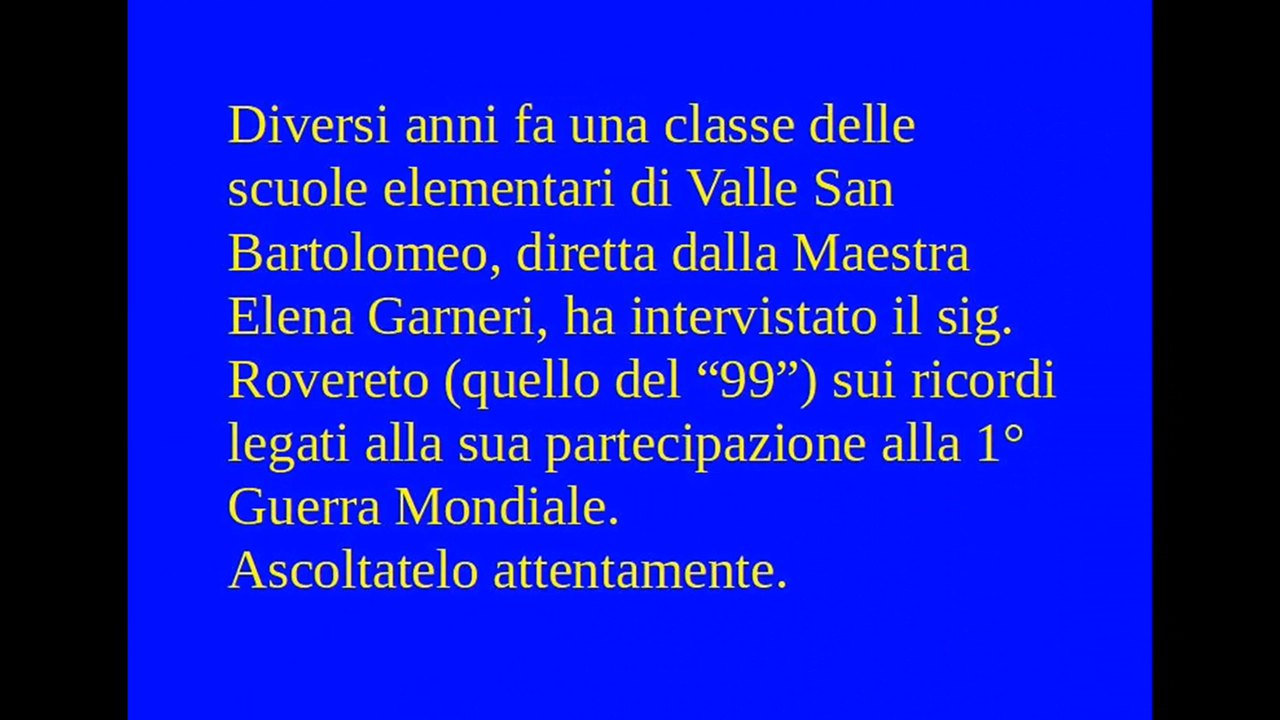 Diversi anni fa una classe delle
scuole elementari di Valle San
Bartolomeo, diretta dalla Maestra
Elena Garneri, ha intervistato il sig.
Rovereto (quello del “99”) sui ricordi
legati alla sua partecipazione alla 1°
Guerra Mondiale.
Ascoltatelo attentamente.